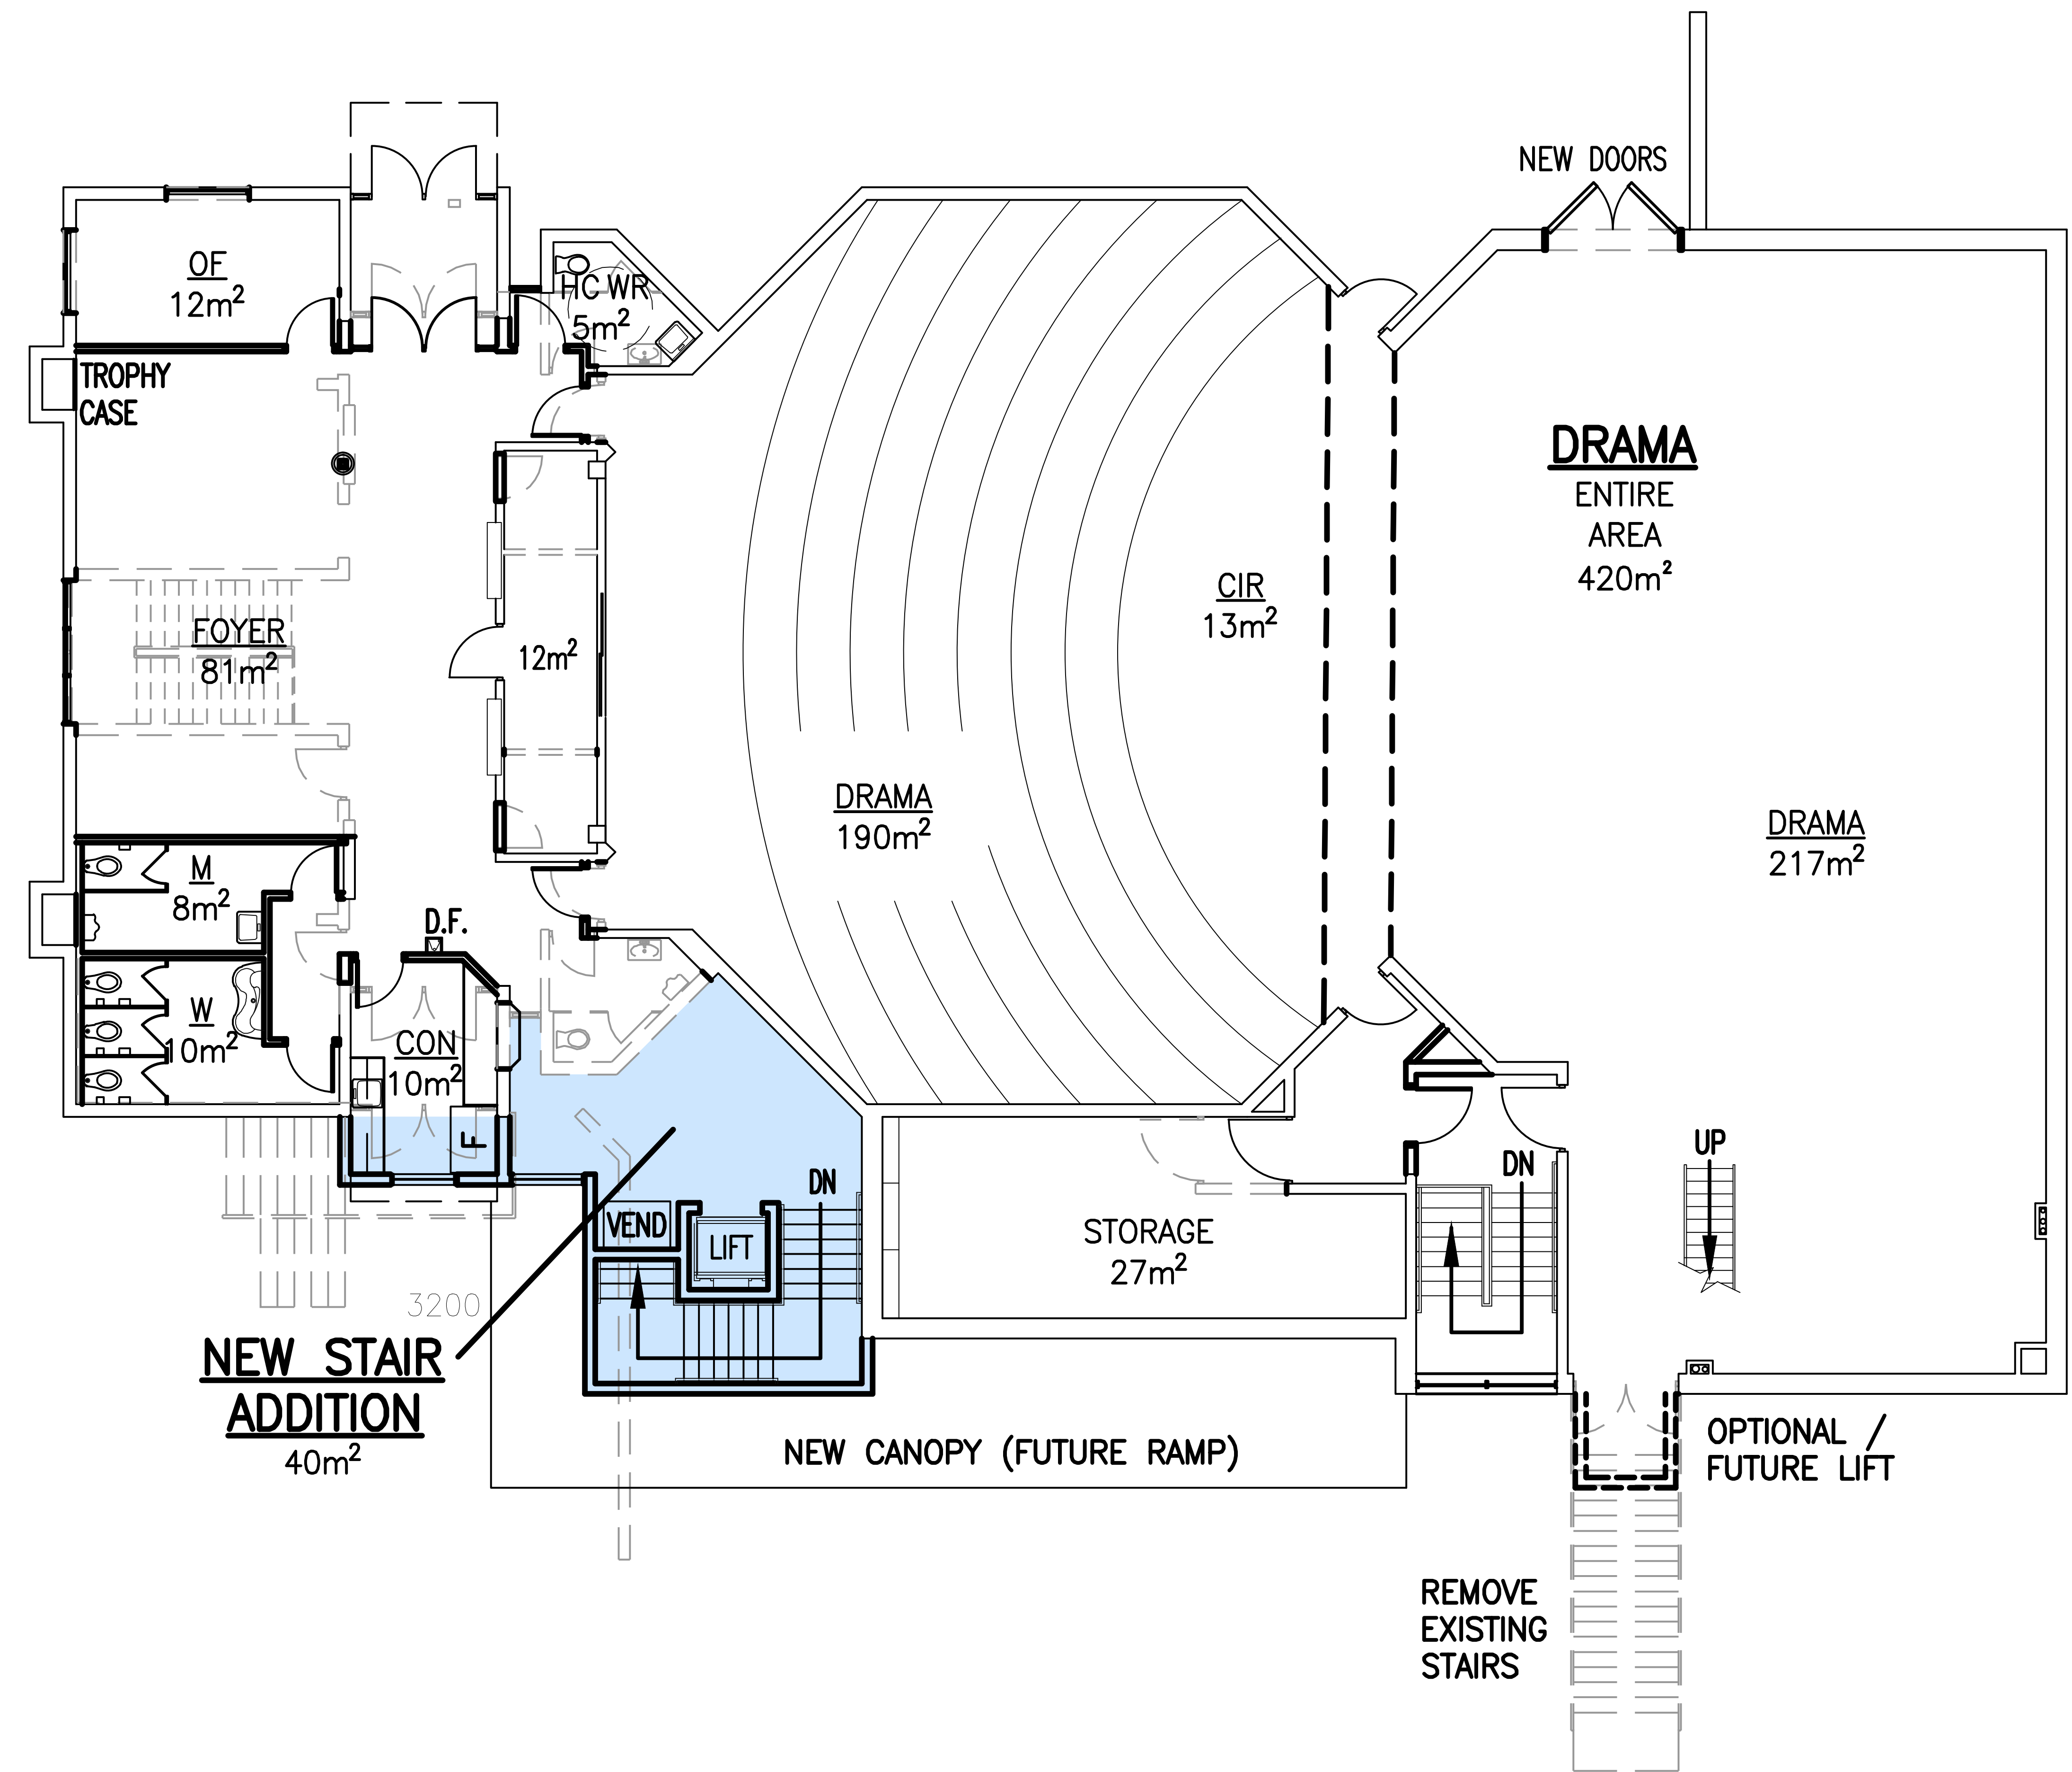 NEW DOORS
OF
12m²
HC WR
5m²
TROPHY
CASE
DRAMA
ENTIRE
AREA
420m²
CIR
13m²
FOYER
81m²
12m²
DRAMA
190m²
DRAMA
217m²
M
8m²
D.F.
W
10m²
CON
10m²
F
UP
DN
DN
VEND
LIFT
STORAGE
27m²
3200
NEW STAIR
ADDITION
40m²
NEW CANOPY (FUTURE RAMP)
OPTIONAL /
FUTURE LIFT
REMOVE
EXISTING
STAIRS